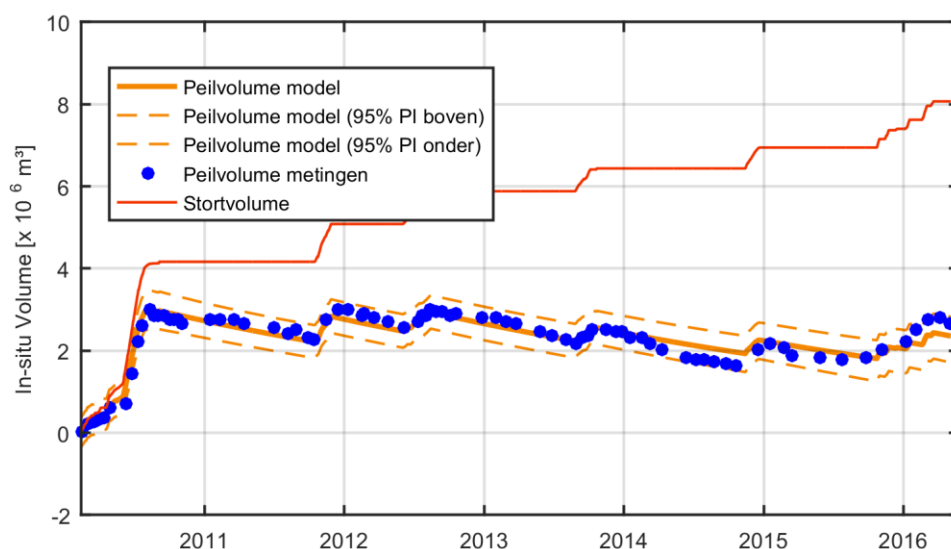 10
8
6
4
2
0
-2
In-situ Volume [x 10 6 m³]
Peilvolume model
Peilvolume model (95% PI boven)
Peilvolume model (95% PI onder)
Peilvolume metingen
Stortvolume
2011 2012 2013 2014 2015 2016